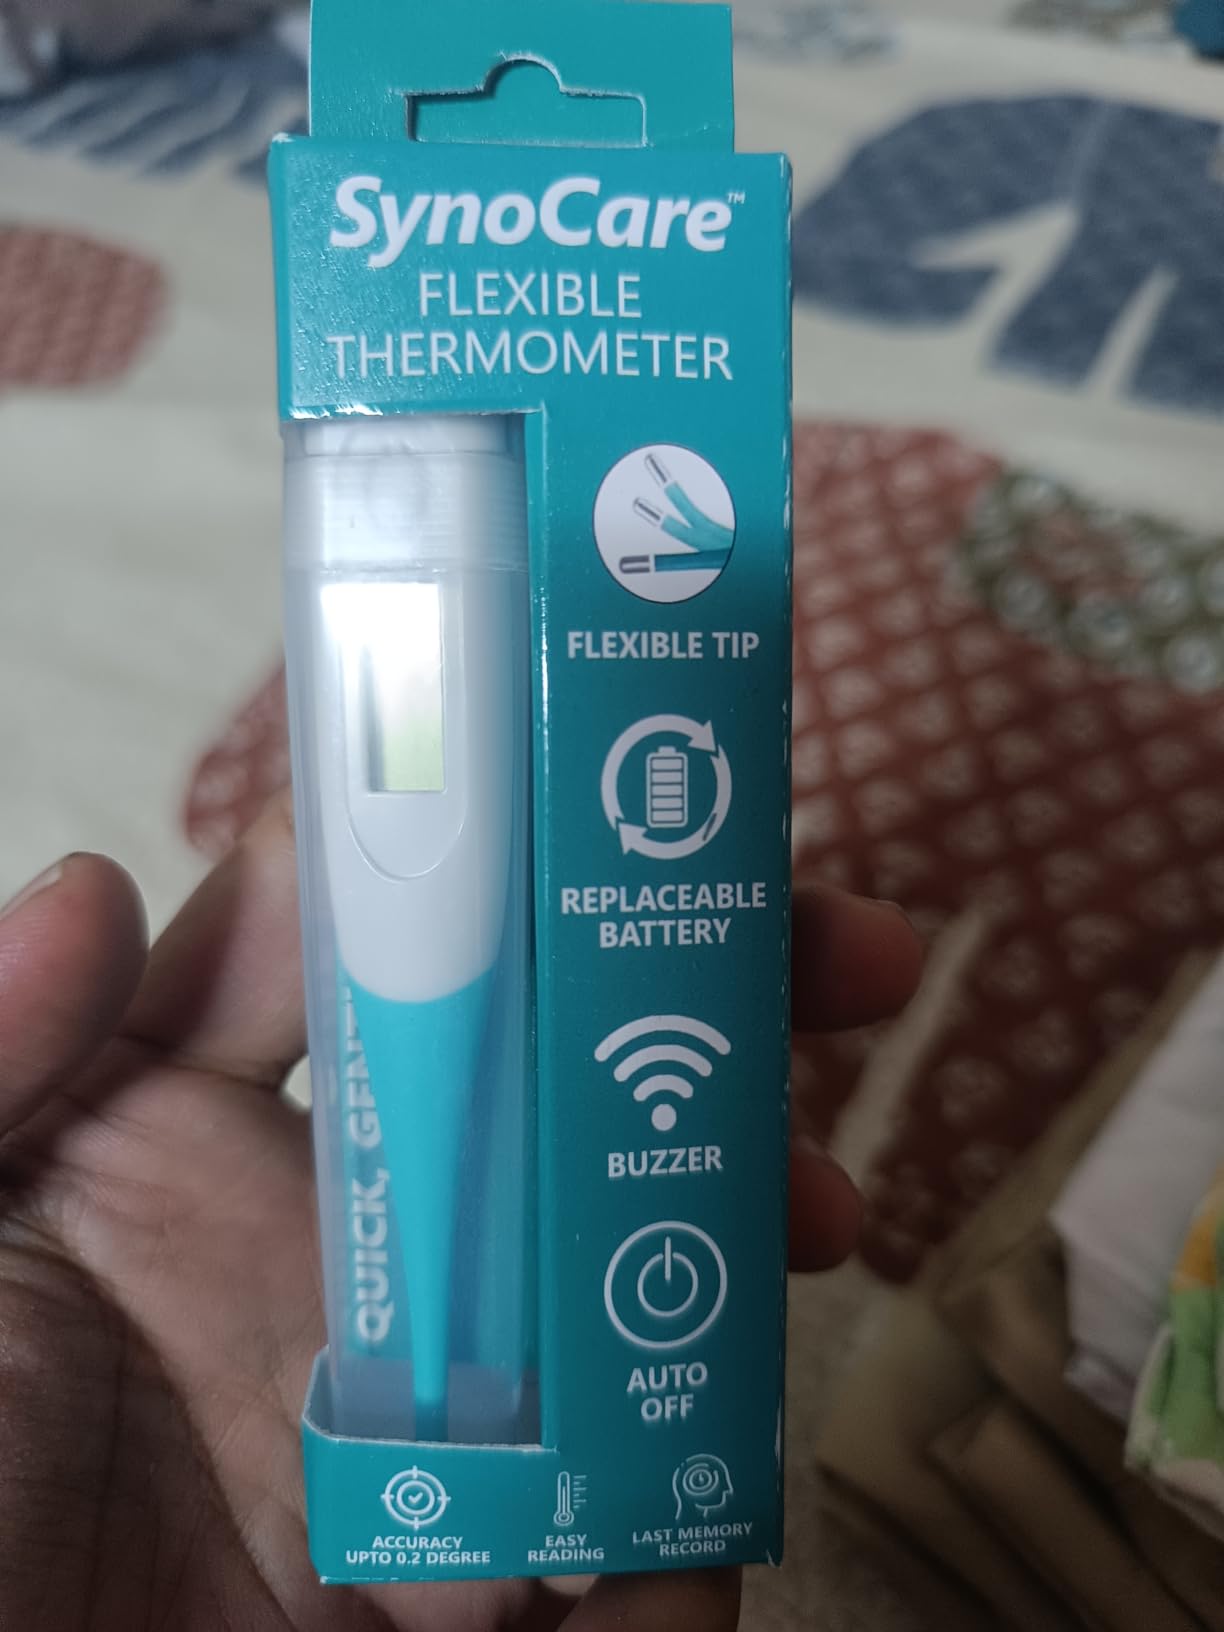 SynoCare™
FLEXIBLE
THERMOMETER
FLEXIBLE TIP
REPLACEABLE
BATTERY
BUZZER
AUTO
OFF
QUICK,
ACCURACY
UPTO 0.2 DEGREE
EASY
READING
LAST MEMORY
RECORD